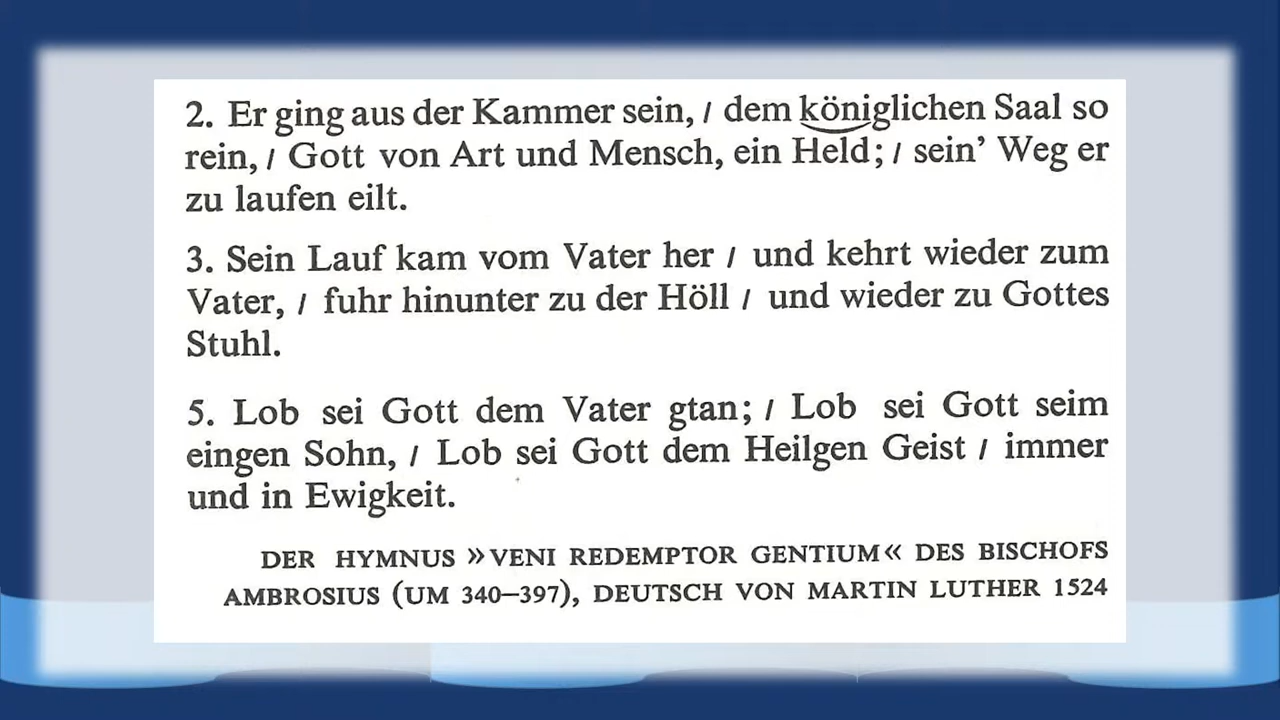 2. Er ging aus der Kammer sein, / dem königlichen Saal so
rein, / Gott von Art und Mensch, ein Held; / sein’ Weg er
zu laufen eilt.
3. Sein Lauf kam vom Vater her / und kehrt wieder zum
Vater, / fuhr hinunter zu der Höll / und wieder zu Gottes
Stuhl.
5. Lob sei Gott dem Vater gtan; / Lob sei Gott seim
eingen Sohn, / Lob sei Gott dem Heilgen Geist / immer
und in Ewigkeit.
DER HYMNUS »VENI REDEMPTOR GENTIUM« DES BISCHOFS
AMBROSIUS (UM 340–397), DEUTSCH VON MARTIN LUTHER 1524